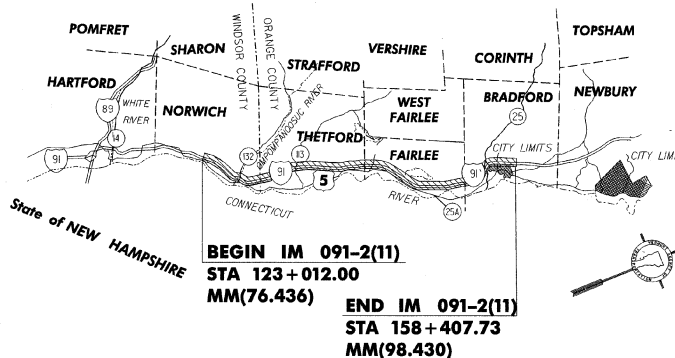 POMFRET
SHARON
WINDSOR COUNTY
ORANGE COUNTY
STRAFFORD
VERSHIRE
CORINTH
TOPSHAM
HARTFORD
89
WHITE
RIVER
14
NORWICH
132
OMPOMPANOOSUC RIVER
113
THETFORD
WEST
FAIRLEE
BRADFORD
25
NEWBURY
FAIRLEE
CITY LIMITS
CITY LIM
91
91
5
91
25A
CONNECTICUT
RIVER
State of NEW HAMPSHIRE
BEGIN IM 091-2(11)
STA 123+012.00
MM(76.436)
END IM 091-2(11)
STA 158+407.73
MM(98.430)